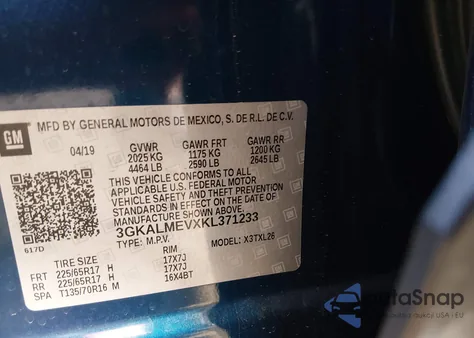 MFD BY GENERAL MOTORS DE MEXICO, S. DE R.L. DE C.V.
GM
04/19 GVWR GAWR FRT GAWR RR
2025 KG 1175 KG 1200 KG
4464 LB 2590 LB 2645 LB
THIS VEHICLE CONFORMS TO ALL
APPLICABLE U.S. FEDERAL MOTOR
VEHICLE SAFETY AND THEFT PREVENTION
STANDARDS IN EFFECT ON THE DATE OF
MANUFACTURE SHOWN ABOVE.
3GKALMEVXKL371233
617D TYPE: M.P.V. MODEL: X3TXL26
TIRE SIZE RIM
FRT 225/65R17 H 17X7J
RR 225/65R17 H 17X7J
SPA T135/70R16 M 16X4BT
DataSnap